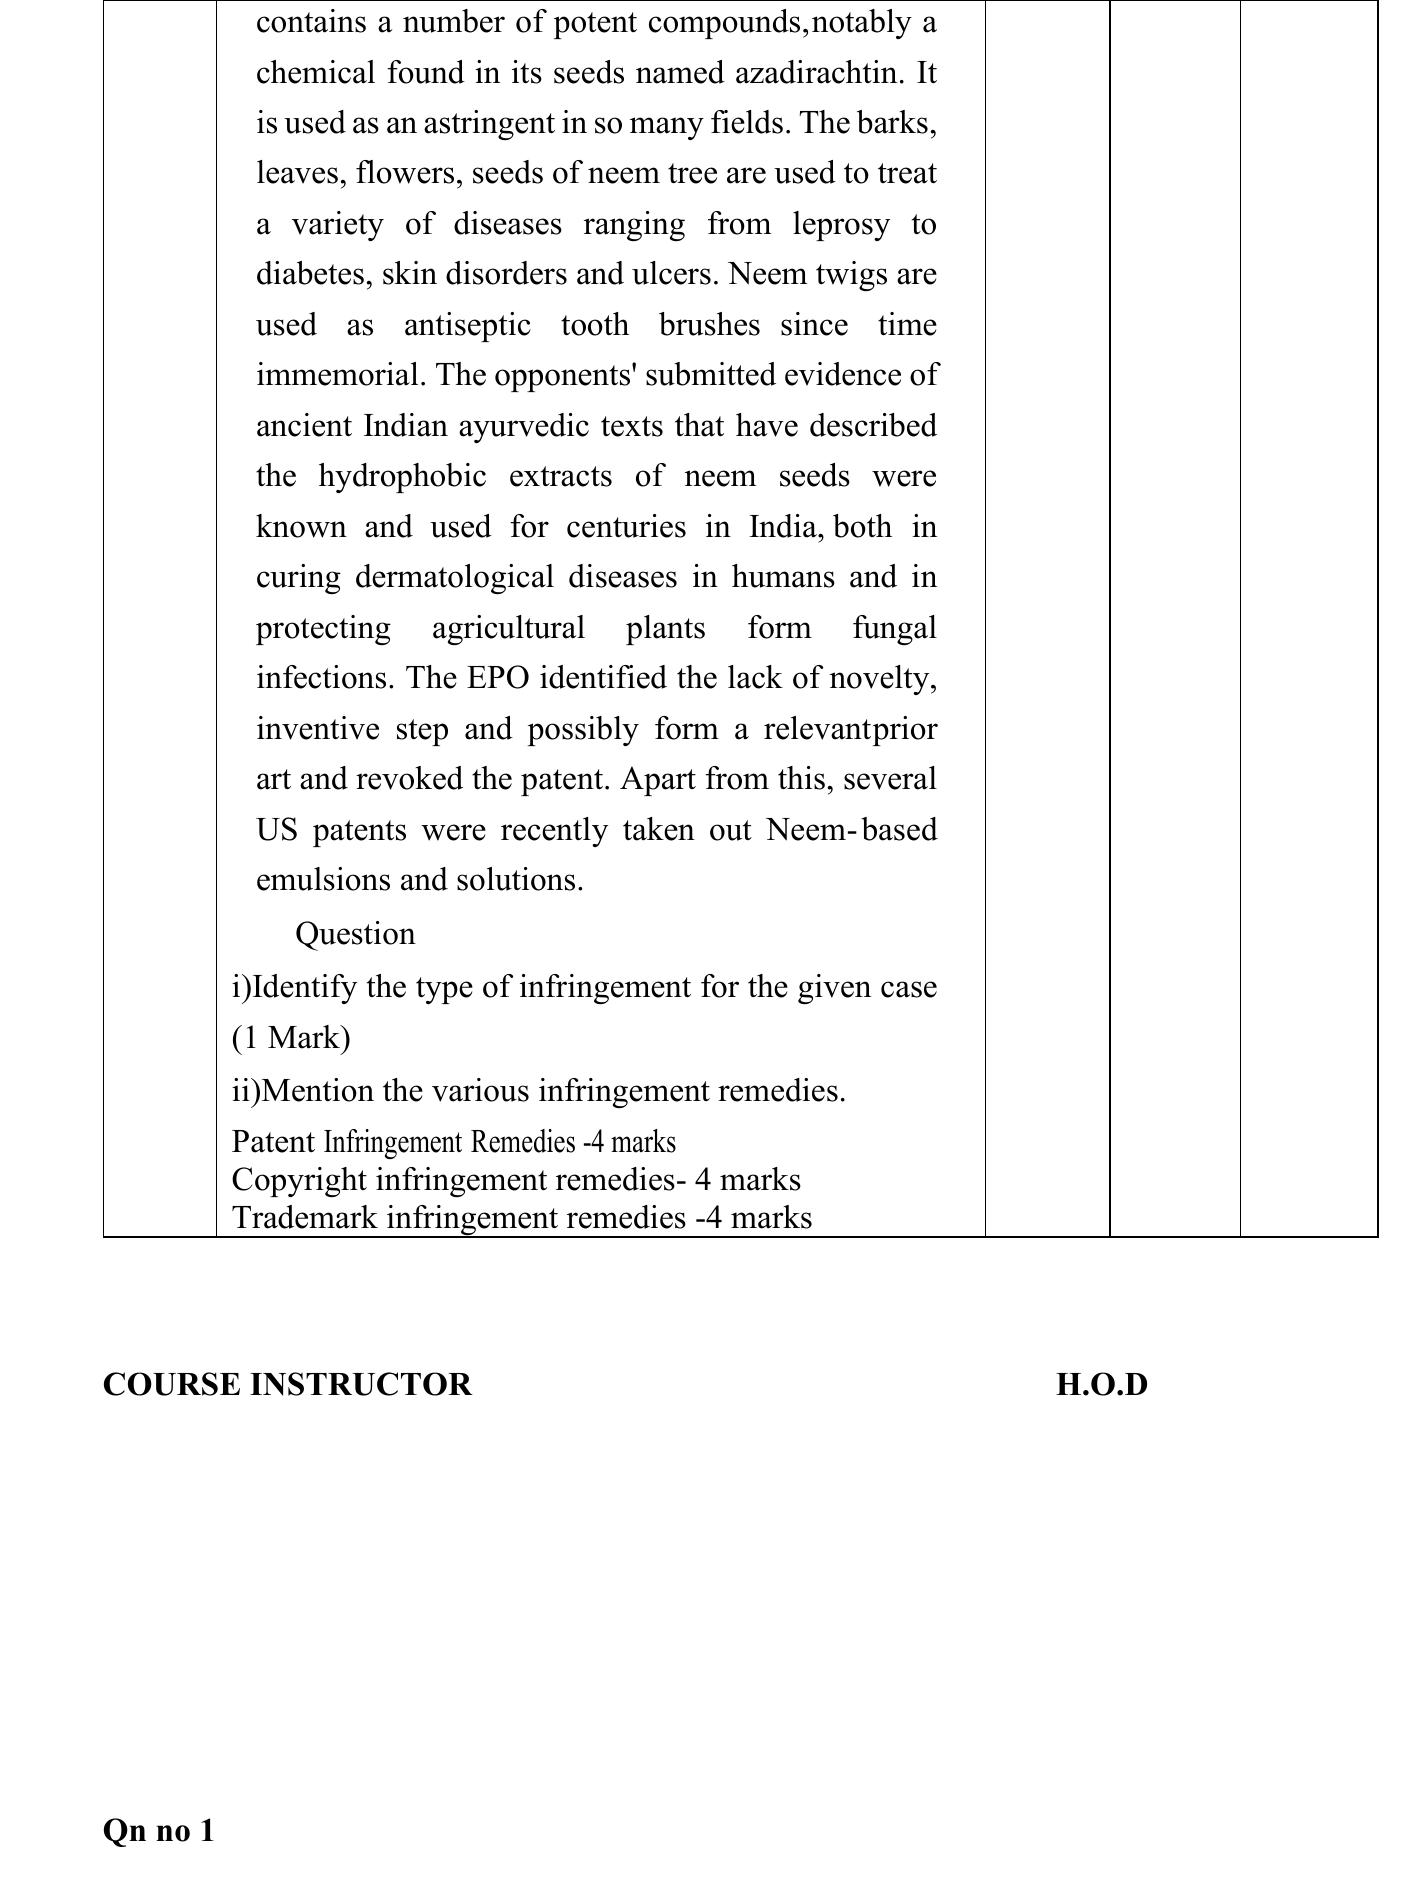 contains a number of potent compounds,notably a
chemical found in its seeds named azadirachtin. It
is used as an astringent in so many fields. The barks,
leaves, flowers, seeds of neem tree are used to treat
a variety of diseases ranging from leprosy to
diabetes, skin disorders and ulcers. Neem twigs are
used as antiseptic tooth brushes since time
immemorial. The opponents' submitted evidence of
ancient Indian ayurvedic texts that have described
the hydrophobic extracts of neem seeds were
known and used for centuries in India, both in
curing dermatological diseases in humans and in
protecting agricultural plants form fungal
infections. The EPO identified the lack of novelty,
inventive step and possibly form a relevantprior
art and revoked the patent. Apart from this, several
US patents were recently taken out Neem-based
emulsions and solutions.
Question
i)Identify the type of infringement for the given case
(1 Mark)
ii)Mention the various infringement remedies.
Patent Infringement Remedies -4 marks
Copyright infringement remedies- 4 marks
Trademark infringement remedies -4 marks
COURSE INSTRUCTOR H.O.D
Qn no 1